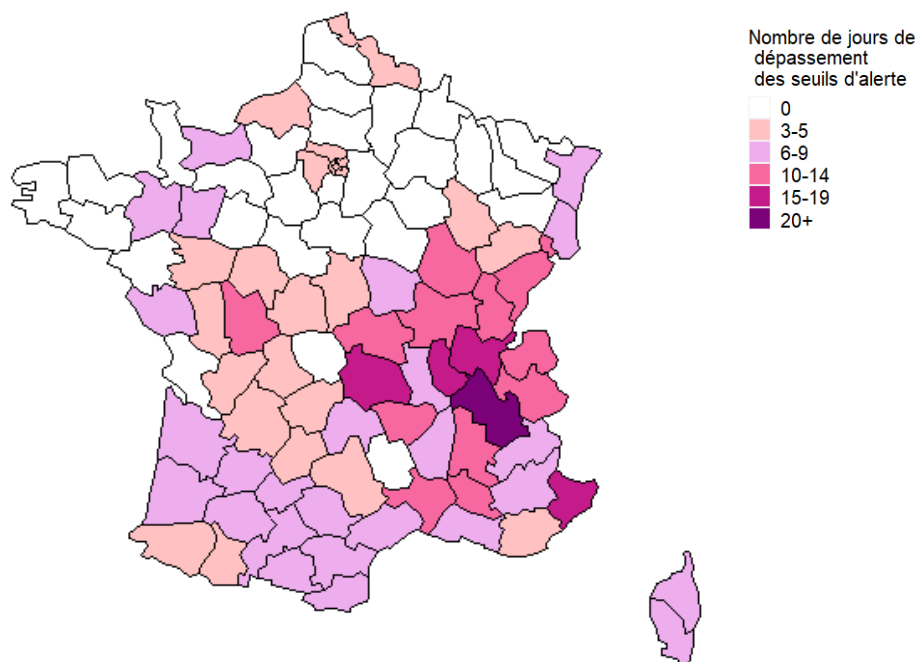 Nombre de jours de
dépassement
des seuils d'alerte
0
3-5
6-9
10-14
15-19
20+